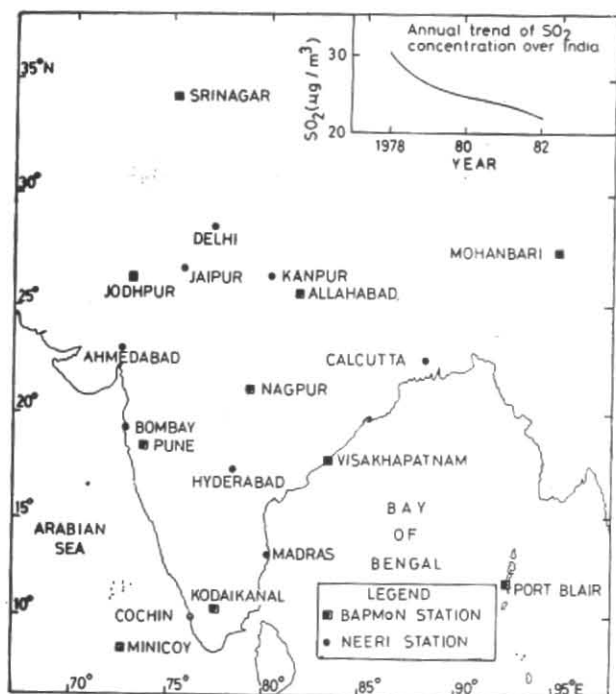 Annual trend of SO2
concentration over India
30
20
SO2(µg/m³)
1978 80 82
YEAR
35°N
SRINAGAR
30°
DELHI
MOHANBARI
JAIPUR
KANPUR
JODHPUR
ALLAHABAD
25°
AHMEDABAD
CALCUTTA
NAGPUR
20°
BOMBAY
PUNE
VISAKHAPATNAM
HYDERABAD
15°
BAY
OF
BENGAL
ARABIAN
SEA
MADRAS
10°
KODAIKANAL
COCHIN
MINICOY
PORT BLAIR
LEGEND
BAPMoN STATION
NEERI STATION
70° 75° 80° 85° 90° 95°E